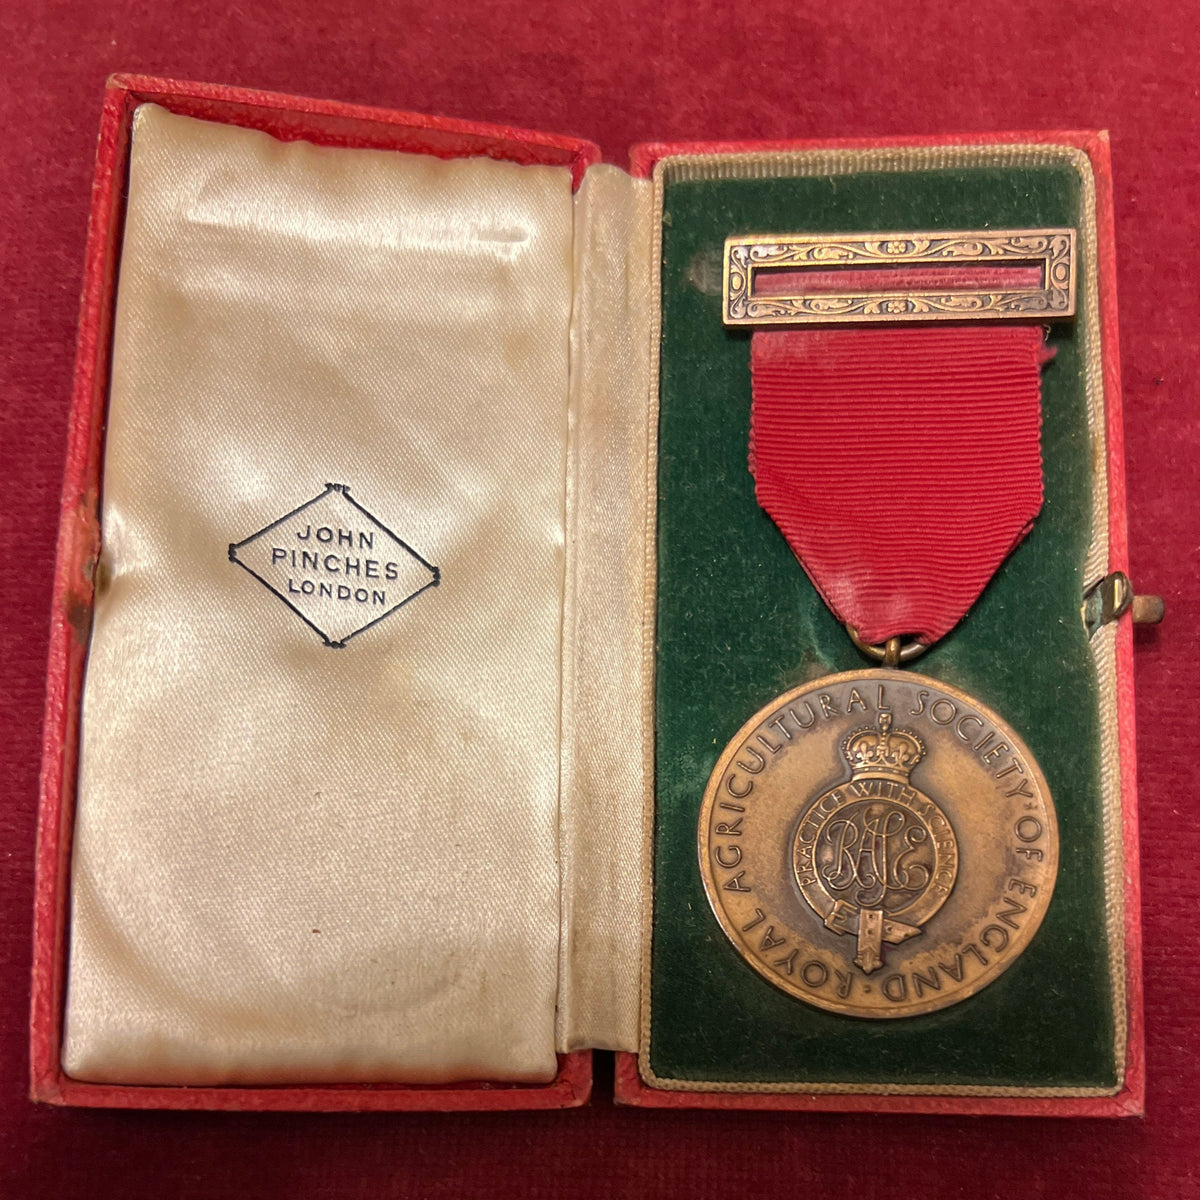 JOHN
PINCHES
LONDON
ROYAL AGRICULTURAL SOCIETY · OF ENGLAND ·
PRACTICE WITH SCIENCE
RASE